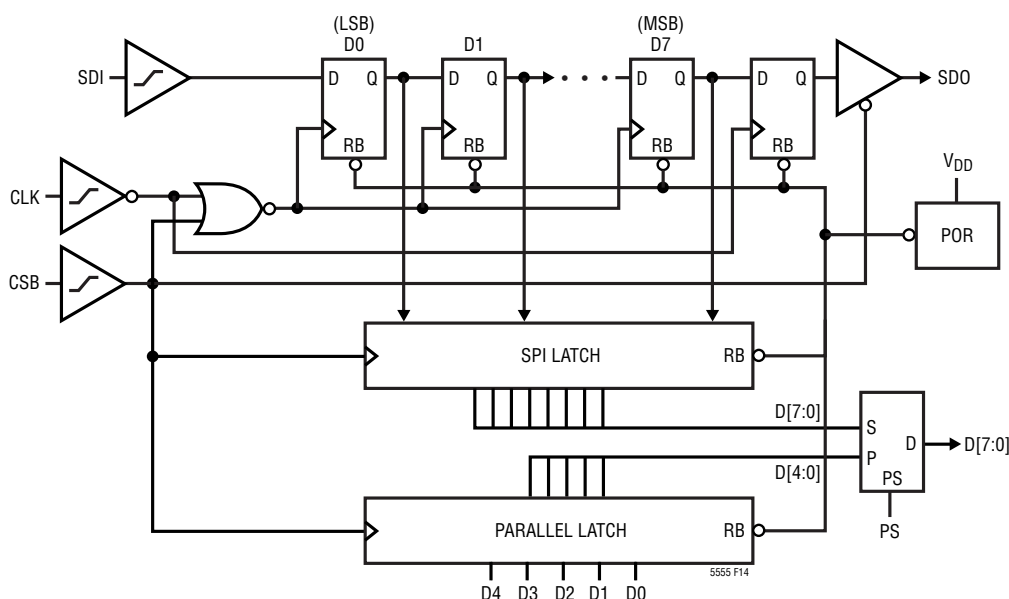 (LSB)
D0
D1
(MSB)
D7
SDI
D Q
D Q
D Q
D Q
SDO
RB
RB
RB
RB
CLK
VDD
POR
CSB
SPI LATCH
RB
D[7:0]
S
D
D[7:0]
P
D[4:0]
PS
PARALLEL LATCH
RB
PS
5555 F14
D4 D3 D2 D1 D0